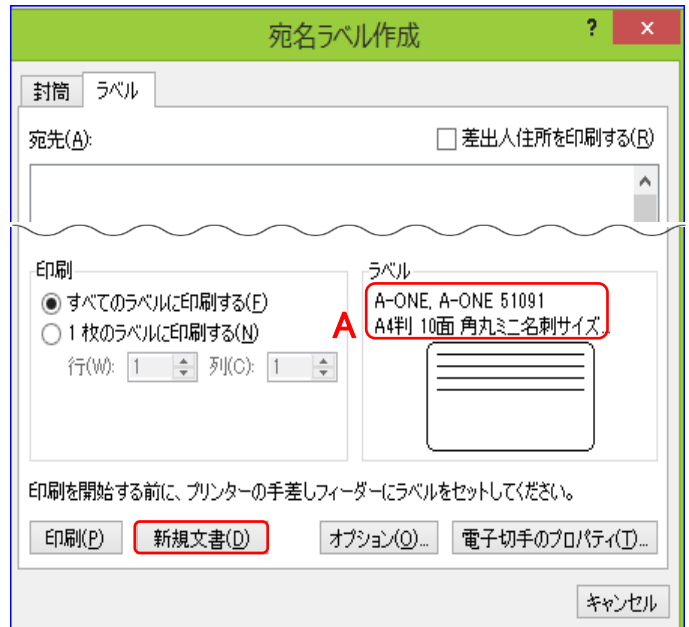 宛名ラベル作成 ? ×
封筒 ラベル
宛先(A): 差出人住所を印刷する(R)
印刷
すべてのラベルに印刷する(F)
1 枚のラベルに印刷する(N)
行(W): 1 列(C): 1
ラベル
A
A-ONE, A-ONE 51091
A4判 10面 角丸ミニ名刺サイズ...
印刷を開始する前に、プリンターの手差しフィーダーにラベルをセットしてください。
印刷(P) 新規文書(D) オプション(O)... 電子切手のプロパティ(T)...
キャンセル